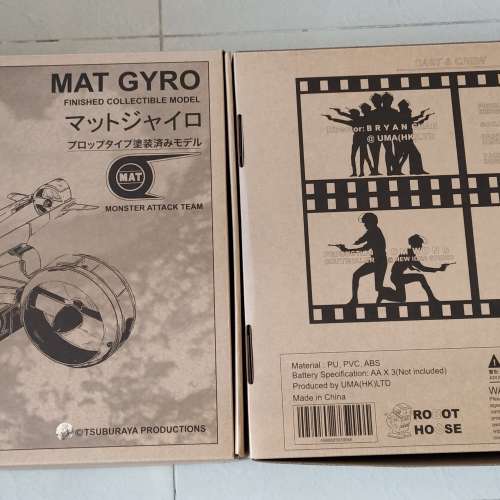 MAT GYRO
FINISHED COLLECTIBLE MODEL
マットジャイロ
プロップタイプ塗装済みモデル
MAT
MONSTER ATTACK TEAM
©TSUBURAYA PRODUCTIONS
CAST & CREW
BRYAN
@ UMA(HK)LTD
WONG
Material : PU, PVC, ABS
Battery Specification: AA X 3(Not included)
Produced by UMA(HK)LTD
Made in China
ROBOT
HORSE